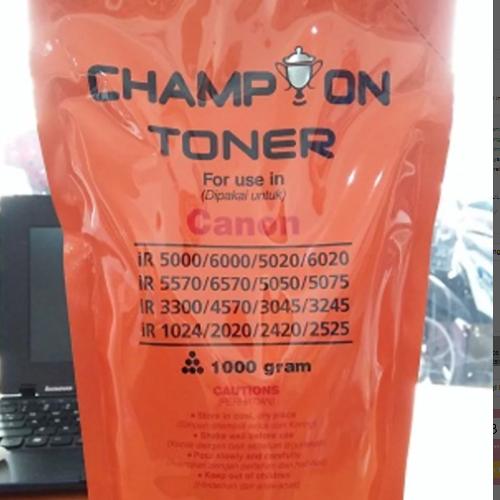 CHAMPION
TONER
For use in
(Dipakai untuk)
Canon
iR 5000/6000/5020/6020
iR 5570/6570/5050/5075
iR 3300/4570/3045/3245
iR 1024/2020/2420/2525
1000 gram
CAUTIONS
(PERHATIAN)
• Store in cool, dry place
• Shake well before use
• Pour slowly and carefully
• Keep out of children
lenovo